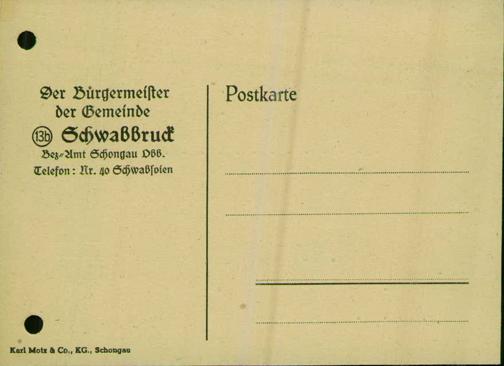 Der Bürgermeister
der Gemeinde
13b Schwabbruck
Bez=Amt Schongau Obb.
Telefon: Nr. 40 Schwabsoien
Postkarte
Karl Motz & Co., KG., Schongau